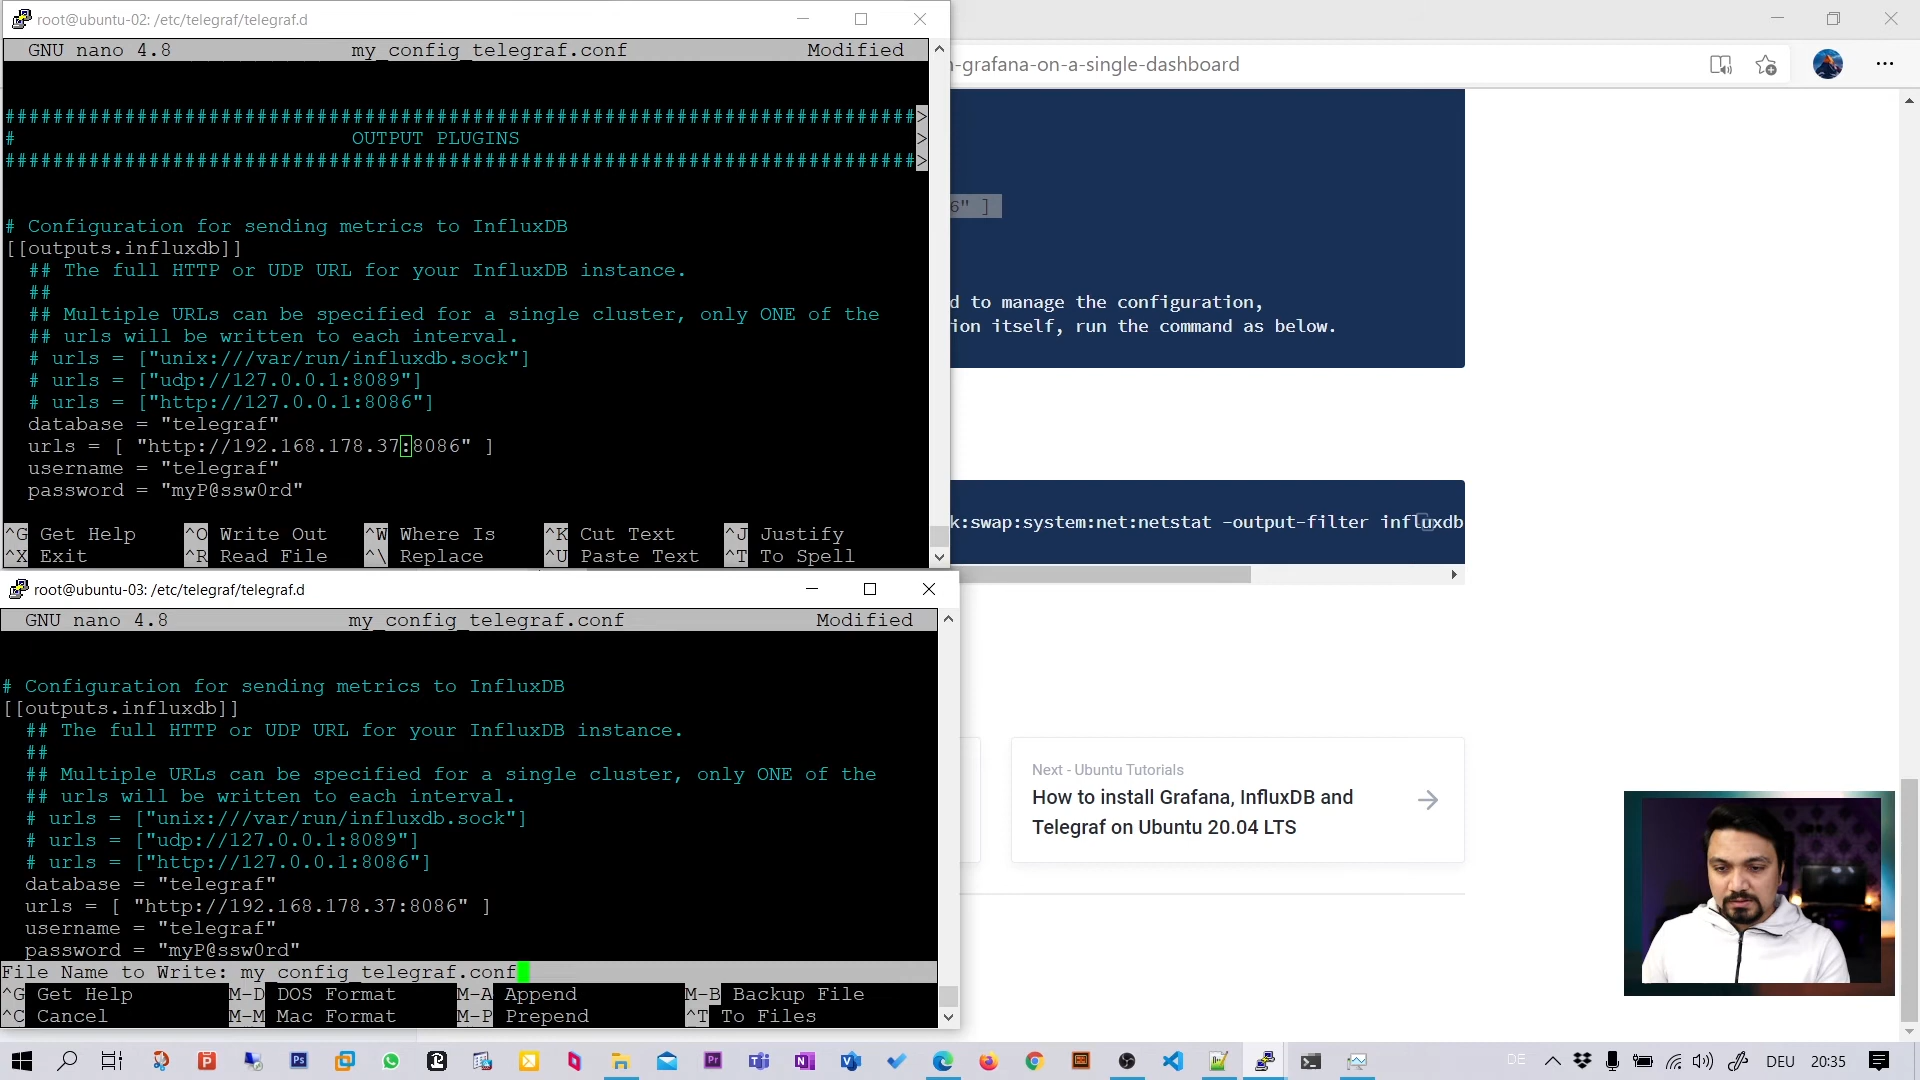 root@ubuntu-02: /etc/telegraf/telegraf.d
GNU nano 4.8 my_config_telegraf.conf Modified
############################################################################>
# OUTPUT PLUGINS >
############################################################################>
# Configuration for sending metrics to InfluxDB
[[outputs.influxdb]]
## The full HTTP or UDP URL for your InfluxDB instance.
##
## Multiple URLs can be specified for a single cluster, only ONE of the
## urls will be written to each interval.
# urls = ["unix:///var/run/influxdb.sock"]
# urls = ["udp://127.0.0.1:8089"]
# urls = ["http://127.0.0.1:8086"]
database = "telegraf"
urls = [ "http://192.168.178.37:8086" ]
username = "telegraf"
password = "myP@ssw0rd"
^G Get Help ^O Write Out ^W Where Is ^K Cut Text ^J Justify
^X Exit ^R Read File ^\ Replace ^U Paste Text ^T To Spell
root@ubuntu-03: /etc/telegraf/telegraf.d
GNU nano 4.8 my_config_telegraf.conf Modified
# Configuration for sending metrics to InfluxDB
[[outputs.influxdb]]
## The full HTTP or UDP URL for your InfluxDB instance.
##
## Multiple URLs can be specified for a single cluster, only ONE of the
## urls will be written to each interval.
# urls = ["unix:///var/run/influxdb.sock"]
# urls = ["udp://127.0.0.1:8089"]
# urls = ["http://127.0.0.1:8086"]
database = "telegraf"
urls = [ "http://192.168.178.37:8086" ]
username = "telegraf"
password = "myP@ssw0rd"
File Name to Write: my_config_telegraf.conf
^G Get Help M-D DOS Format M-A Append M-B Backup File
^C Cancel M-M Mac Format M-P Prepend ^T To Files
-grafana-on-a-single-dashboard
6" ]
d to manage the configuration,
ion itself, run the command as below.
k:swap:system:net:netstat -output-filter influxdb
Next - Ubuntu Tutorials
How to install Grafana, InfluxDB and
Telegraf on Ubuntu 20.04 LTS
DE
DEU
20:35